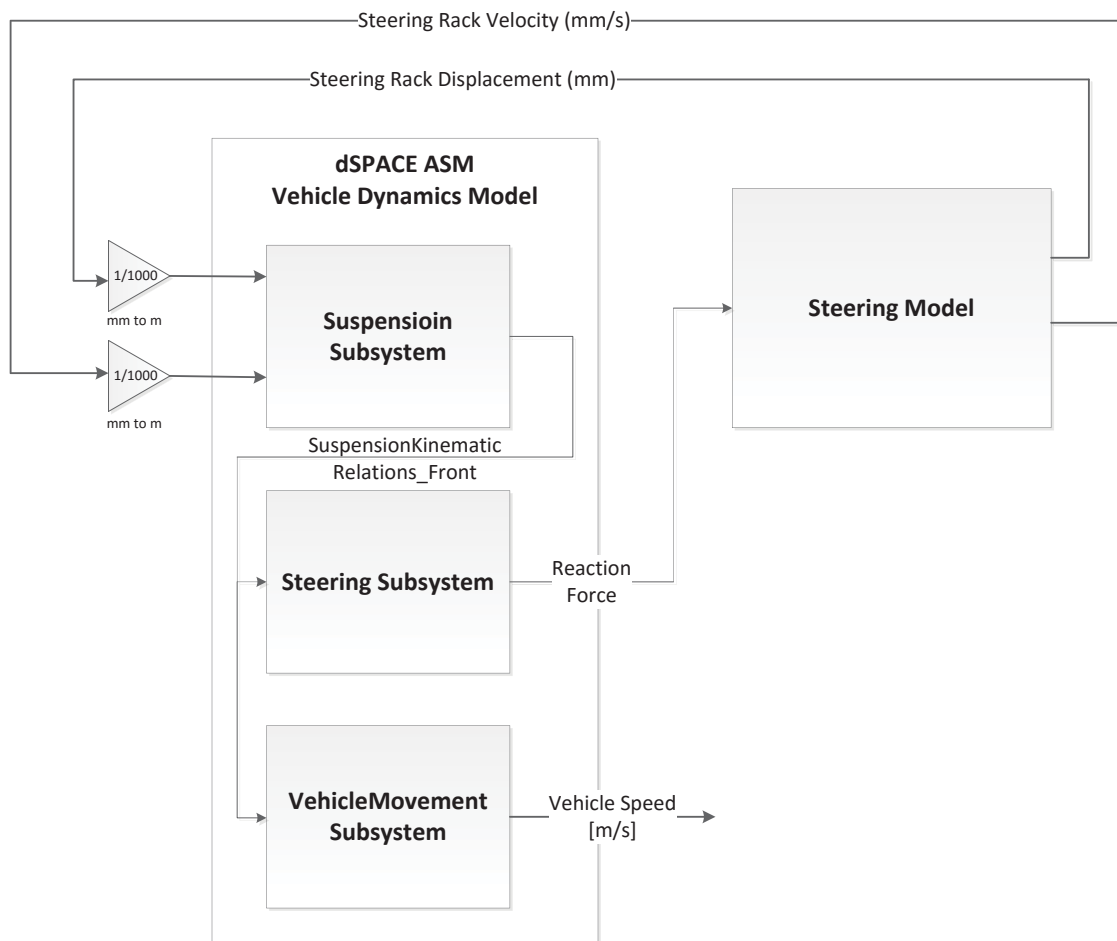 Steering Rack Velocity (mm/s)
Steering Rack Displacement (mm)
dSPACE ASM
Vehicle Dynamics Model
1/1000
mm to m
Suspensioin
Subsystem
Steering Model
1/1000
mm to m
SuspensionKinematic
Relations_Front
Steering Subsystem
Reaction
Force
VehicleMovement
Subsystem
Vehicle Speed
[m/s]